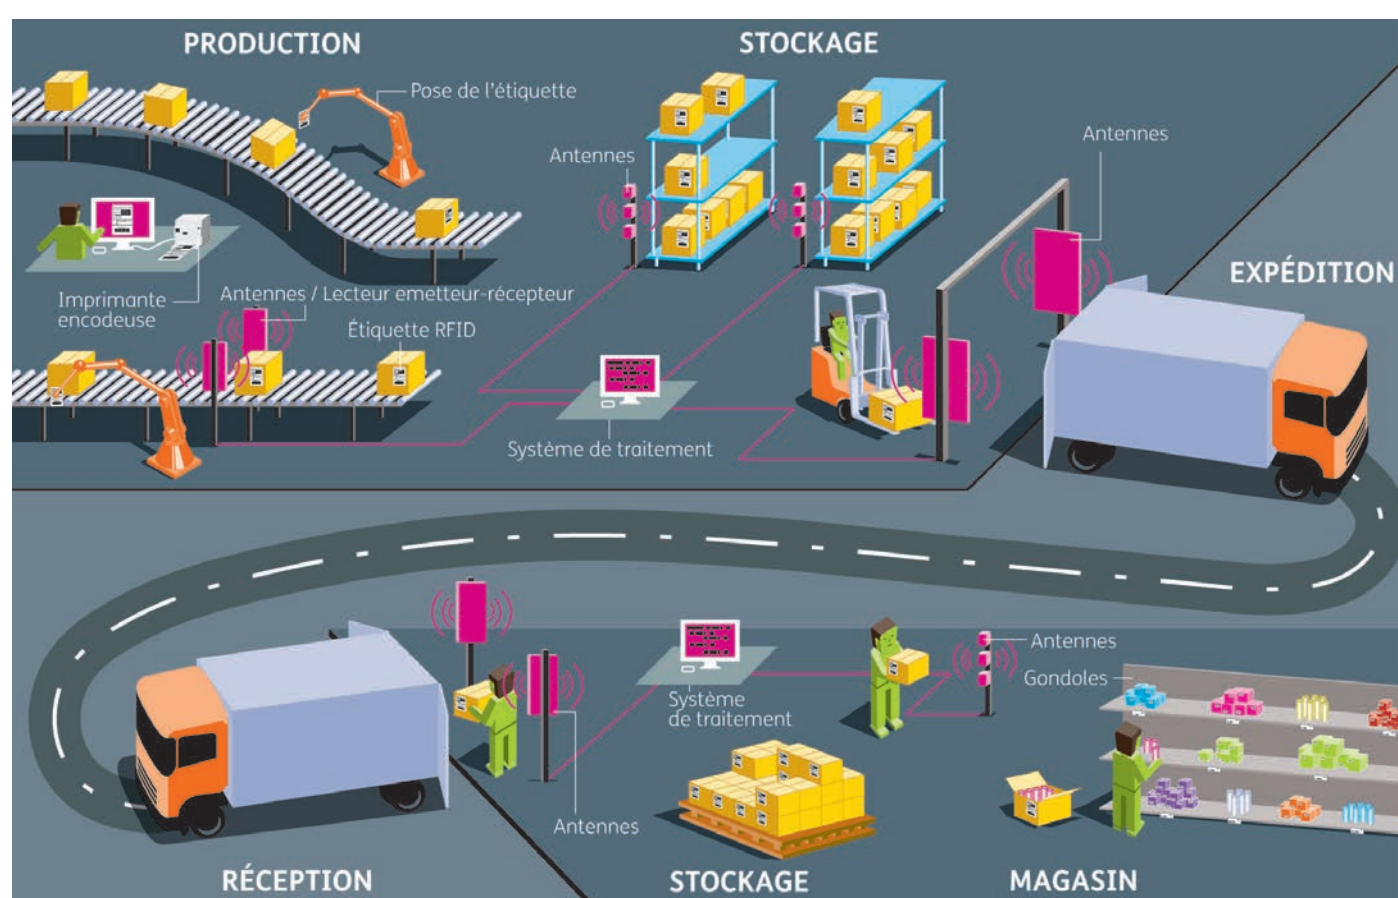 PRODUCTION
STOCKAGE
Pose de l'étiquette
Antennes
Antennes
EXPÉDITION
Imprimante
encodeuse
Antennes / Lecteur emetteur-récepteur
Étiquette RFID
Système de traitement
Antennes
Gondoles
Système
de traitement
Antennes
RÉCEPTION
STOCKAGE
MAGASIN